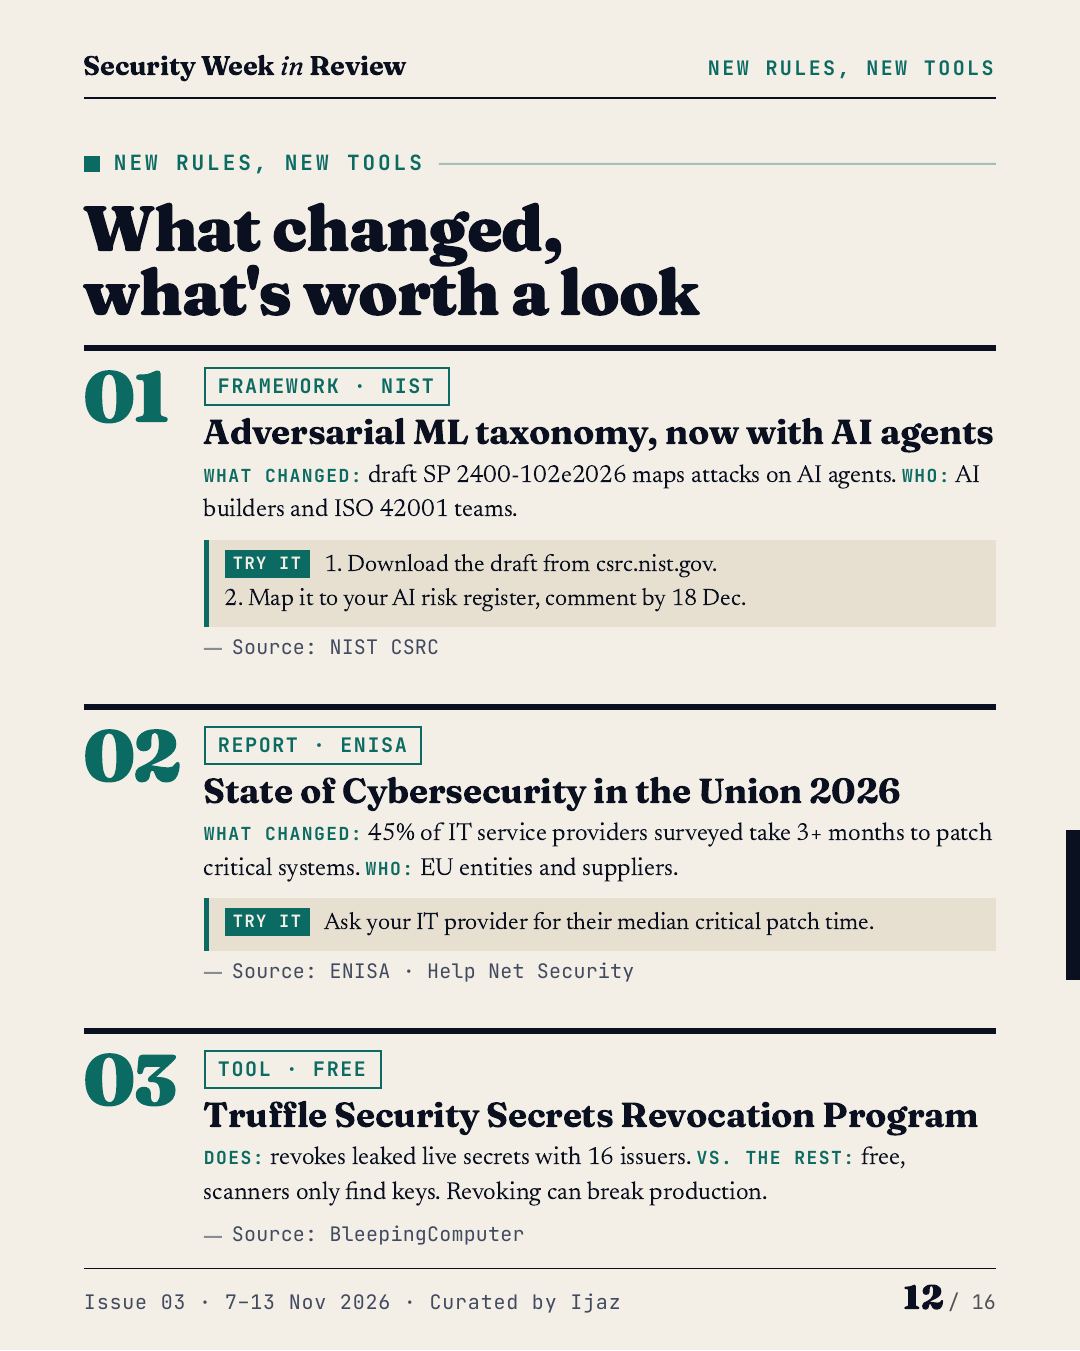 Security Week in Review
NEW RULES, NEW TOOLS
NEW RULES, NEW TOOLS
What changed,
what's worth a look
01
FRAMEWORK · NIST
Adversarial ML taxonomy, now with AI agents
WHAT CHANGED: draft SP 2400-102e2026 maps attacks on AI agents. WHO: AI
builders and ISO 42001 teams.
TRY IT 1. Download the draft from csrc.nist.gov.
2. Map it to your AI risk register, comment by 18 Dec.
— Source: NIST CSRC
02
REPORT · ENISA
State of Cybersecurity in the Union 2026
WHAT CHANGED: 45% of IT service providers surveyed take 3+ months to patch
critical systems. WHO: EU entities and suppliers.
TRY IT Ask your IT provider for their median critical patch time.
— Source: ENISA · Help Net Security
03
TOOL · FREE
Truffle Security Secrets Revocation Program
DOES: revokes leaked live secrets with 16 issuers. VS. THE REST: free,
scanners only find keys. Revoking can break production.
— Source: BleepingComputer
Issue 03 · 7–13 Nov 2026 · Curated by Ijaz
12 / 16